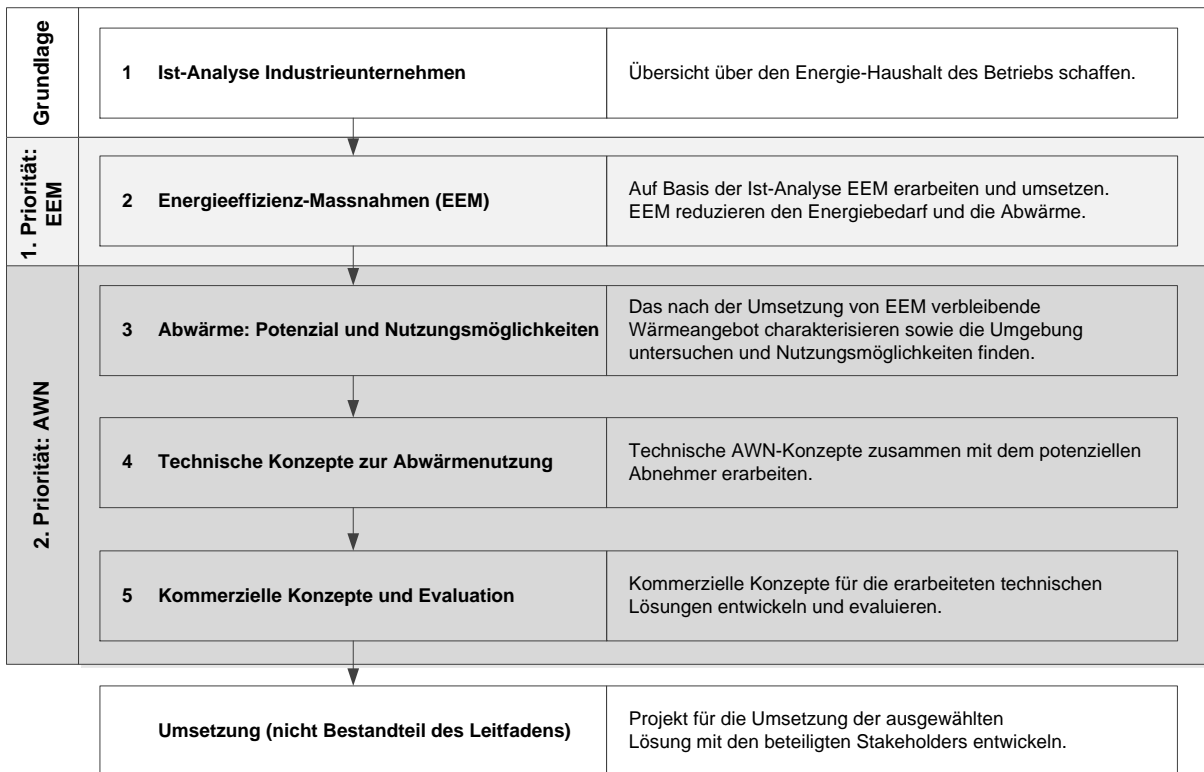 Grundlage
1 Ist-Analyse Industrieunternehmen
Übersicht über den Energie-Haushalt des Betriebs schaffen.
1. Priorität:
EEM
2 Energieeffizienz-Massnahmen (EEM)
Auf Basis der Ist-Analyse EEM erarbeiten und umsetzen.
EEM reduzieren den Energiebedarf und die Abwärme.
2. Priorität: AWN
3 Abwärme: Potenzial und Nutzungsmöglichkeiten
Das nach der Umsetzung von EEM verbleibende
Wärmeangebot charakterisieren sowie die Umgebung
untersuchen und Nutzungsmöglichkeiten finden.
4 Technische Konzepte zur Abwärmenutzung
Technische AWN-Konzepte zusammen mit dem potenziellen
Abnehmer erarbeiten.
5 Kommerzielle Konzepte und Evaluation
Kommerzielle Konzepte für die erarbeiteten technischen
Lösungen entwickeln und evaluieren.
Umsetzung (nicht Bestandteil des Leitfadens)
Projekt für die Umsetzung der ausgewählten
Lösung mit den beteiligten Stakeholders entwickeln.